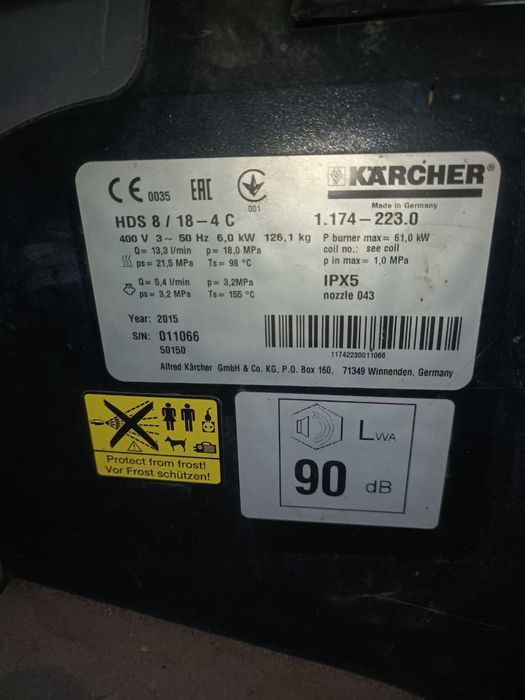 CE 0035 EAC 001
KÄRCHER®
Made in Germany
HDS 8 / 18-4 C 1.174-223.0
400 V 3~ 50 Hz 6,0 kW 126,1 kg P burner max= 61,0 kW
Q= 13,3 l/min p= 18,0 MPa coil no.: see coil
ps= 21,5 MPa Ts= 98 °C p in max= 1,0 MPa
Q= 5,4 l/min p= 3,2MPa IPX5
ps= 3,2 MPa Ts= 155 °C nozzle 043
Year: 2015
S/N: 011066
50150
11742230011066
Alfred Kärcher GmbH & Co. KG, P.O. Box 160, 71349 Winnenden, Germany
Protect from frost!
Vor Frost schützen!
LWA
90 dB